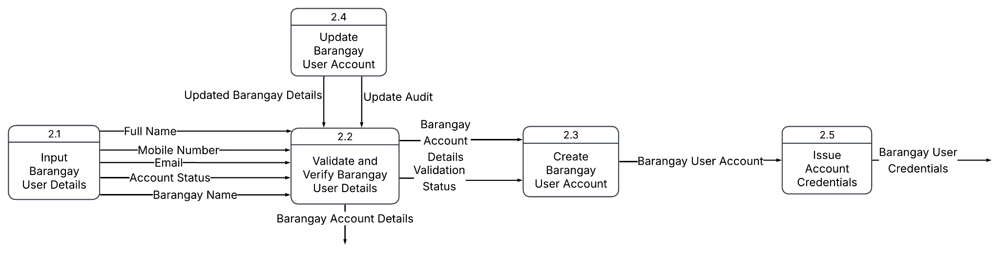 2.4
Update
Barangay
User Account
Updated Barangay Details
Update Audit
2.1
Input
Barangay
User Details
Full Name
Mobile Number
Email
Account Status
Barangay Name
2.2
Validate and
Verify Barangay
User Details
Barangay
Account
Details
Validation
Status
Barangay Account Details
2.3
Create
Barangay
User Account
Barangay User Account
2.5
Issue
Account
Credentials
Barangay User
Credentials